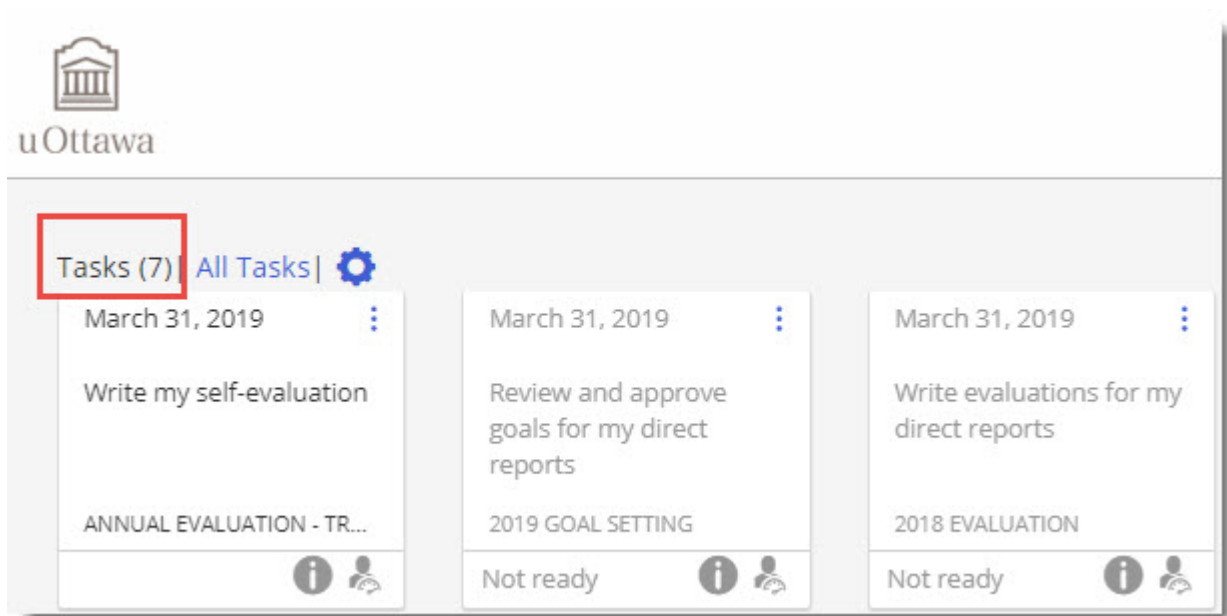 uOttawa
Tasks (7)| All Tasks|
March 31, 2019
Write my self-evaluation
ANNUAL EVALUATION - TR...
March 31, 2019
Review and approve
goals for my direct
reports
2019 GOAL SETTING
Not ready
March 31, 2019
Write evaluations for my
direct reports
2018 EVALUATION
Not ready